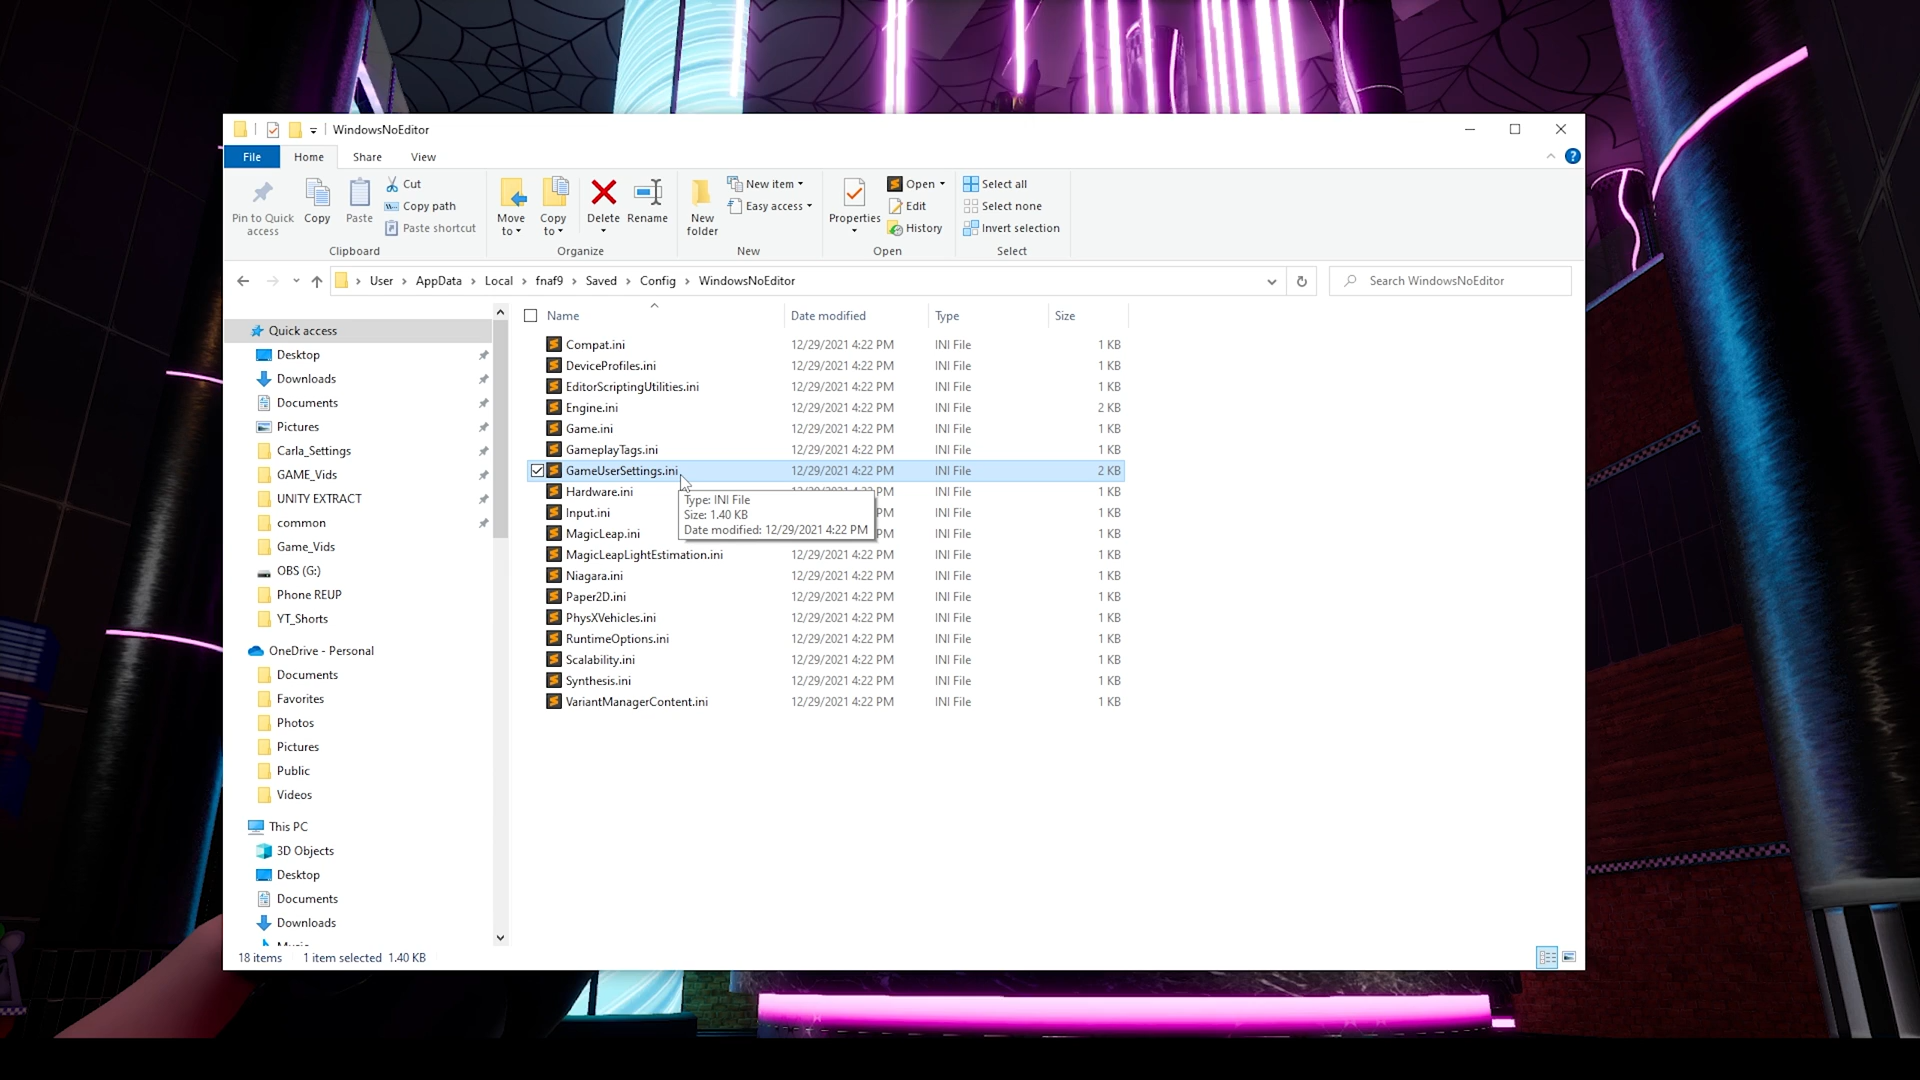 WindowsNoEditor
File Home Share View
Pin to Quick access
Copy
Paste
Cut
Copy path
Paste shortcut
Clipboard
Move to
Copy to
Delete
Rename
Organize
New folder
New item
Easy access
New
Properties
Open
Edit
History
Open
Select all
Select none
Invert selection
Select
User > AppData > Local > fnaf9 > Saved > Config > WindowsNoEditor
Search WindowsNoEditor
Quick access
Desktop
Downloads
Documents
Pictures
Carla_Settings
GAME_Vids
UNITY EXTRACT
common
Game_Vids
OBS (G:)
Phone REUP
YT_Shorts
OneDrive - Personal
Documents
Favorites
Photos
Pictures
Public
Videos
This PC
3D Objects
Desktop
Documents
Downloads
Music
Name Date modified Type Size
Compat.ini 12/29/2021 4:22 PM INI File 1 KB
DeviceProfiles.ini 12/29/2021 4:22 PM INI File 1 KB
EditorScriptingUtilities.ini 12/29/2021 4:22 PM INI File 1 KB
Engine.ini 12/29/2021 4:22 PM INI File 2 KB
Game.ini 12/29/2021 4:22 PM INI File 1 KB
GameplayTags.ini 12/29/2021 4:22 PM INI File 1 KB
GameUserSettings.ini 12/29/2021 4:22 PM INI File 2 KB
Hardware.ini PM INI File 1 KB
Input.ini PM INI File 1 KB
MagicLeap.ini PM INI File 1 KB
Type: INI File
Size: 1.40 KB
Date modified: 12/29/2021 4:22 PM
MagicLeapLightEstimation.ini 12/29/2021 4:22 PM INI File 1 KB
Niagara.ini 12/29/2021 4:22 PM INI File 1 KB
Paper2D.ini 12/29/2021 4:22 PM INI File 1 KB
PhysXVehicles.ini 12/29/2021 4:22 PM INI File 1 KB
RuntimeOptions.ini 12/29/2021 4:22 PM INI File 1 KB
Scalability.ini 12/29/2021 4:22 PM INI File 1 KB
Synthesis.ini 12/29/2021 4:22 PM INI File 1 KB
VariantManagerContent.ini 12/29/2021 4:22 PM INI File 1 KB
18 items 1 item selected 1.40 KB